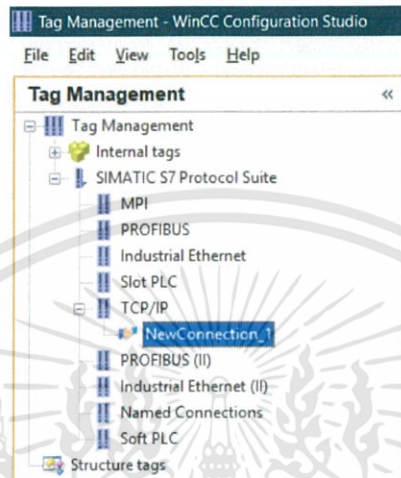 Tag Management - WinCC Configuration Studio
File Edit View Tools Help
Tag Management «
Tag Management
Internal tags
SIMATIC S7 Protocol Suite
MPI
PROFIBUS
Industrial Ethernet
Slot PLC
TCP/IP
NewConnection_1
PROFIBUS (II)
Industrial Ethernet (II)
Named Connections
Soft PLC
Structure tags